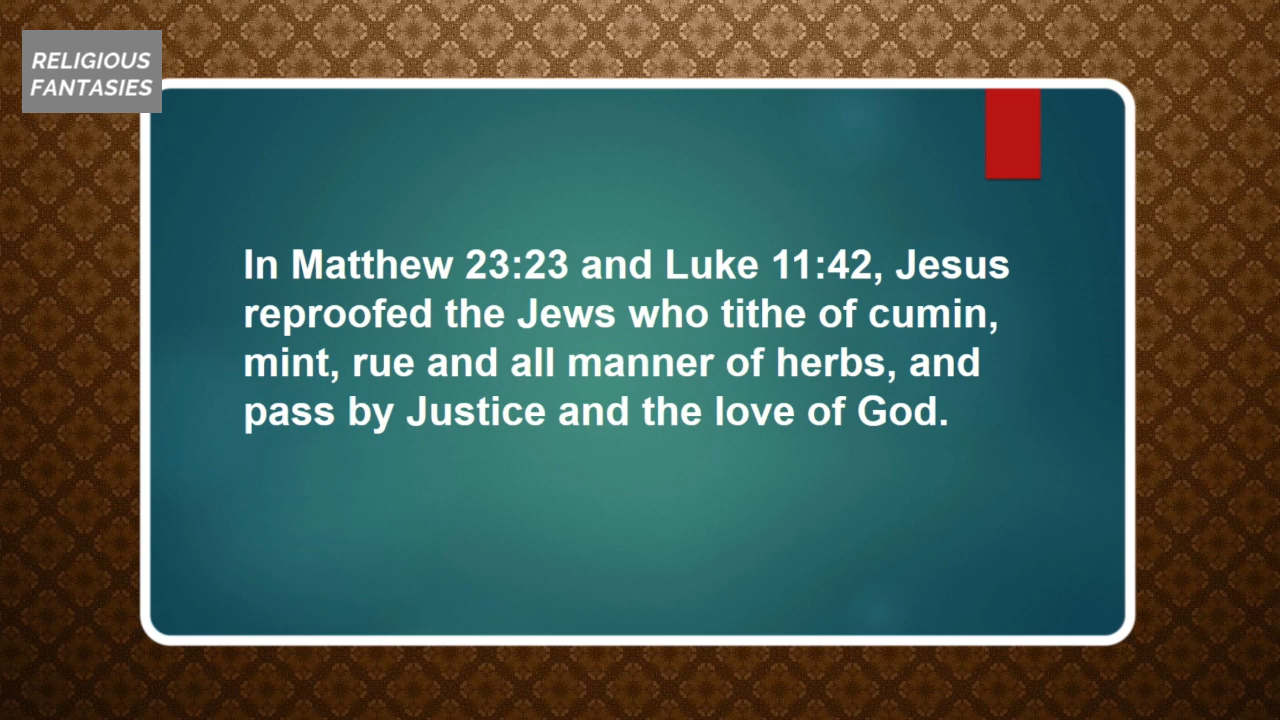 RELIGIOUS
FANTASIES
In Matthew 23:23 and Luke 11:42, Jesus
reproofed the Jews who tithe of cumin,
mint, rue and all manner of herbs, and
pass by Justice and the love of God.